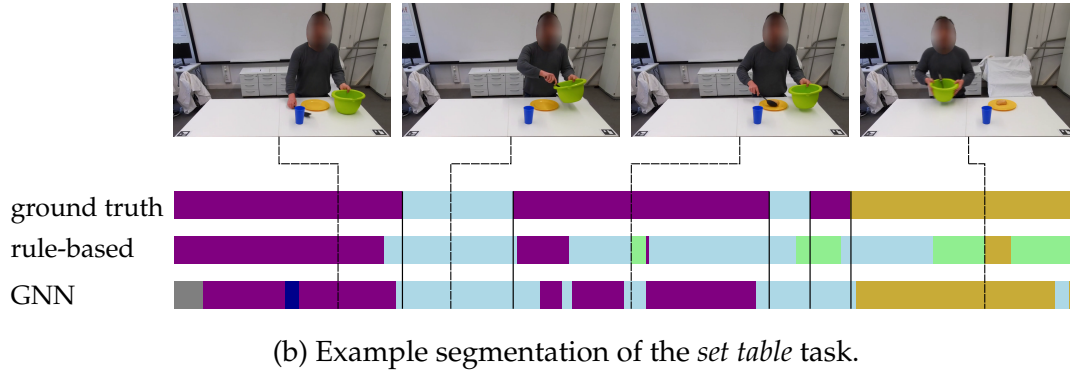 ground truth
rule-based
GNN
(b) Example segmentation of the set table task.